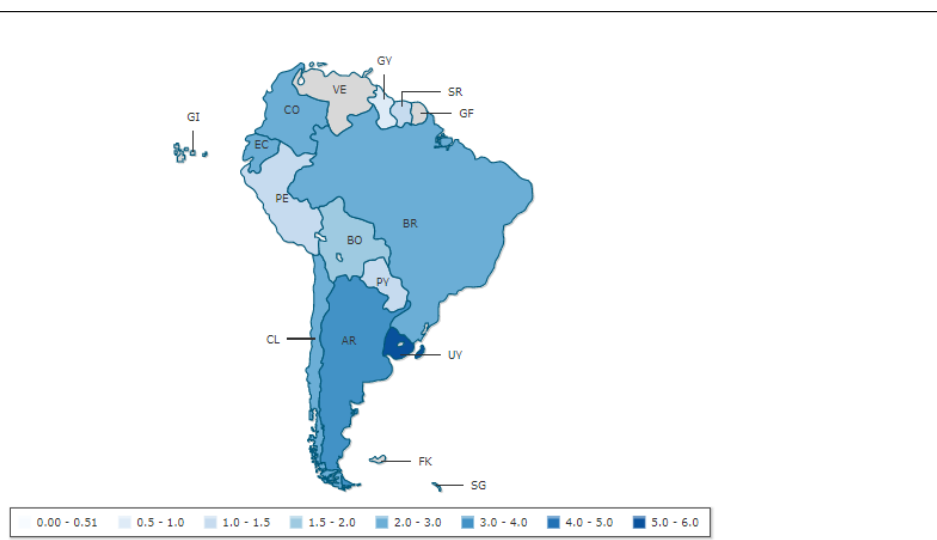 GY
VE
SR
CO
GF
GI
EC
PE
BR
BO
PY
CL
AR
UY
FK
SG
0.00 - 0.51 0.5 - 1.0 1.0 - 1.5 1.5 - 2.0 2.0 - 3.0 3.0 - 4.0 4.0 - 5.0 5.0 - 6.0